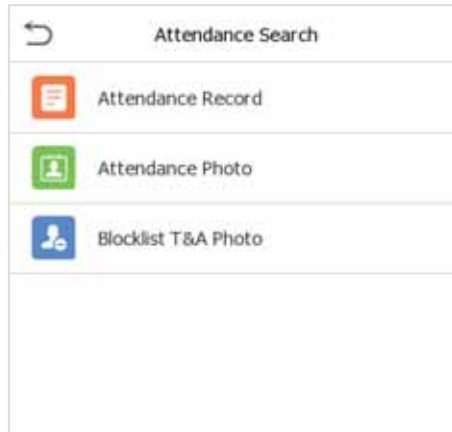 Attendance Search
Attendance Record
Attendance Photo
Blocklist T&A Photo